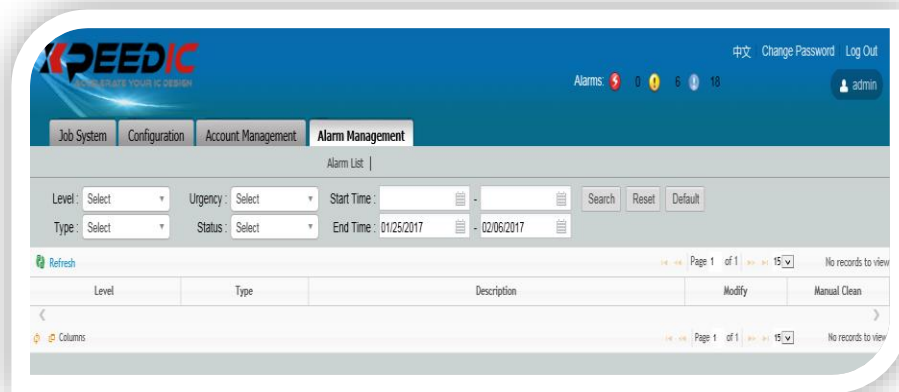 XPEEDIC
ACCELERATE YOUR IC DESIGN
中文 Change Password Log Out
Alarms: 0 6 18
admin
Job System Configuration Account Management Alarm Management
Alarm List |
Level : Select Urgency : Select Start Time : - Search Reset Default
Type : Select Status : Select End Time : 01/25/2017 - 02/06/2017
Refresh Page 1 of 1 15 No records to view
Level Type Description Modify Manual Clean
Columns Page 1 of 1 15 No records to view